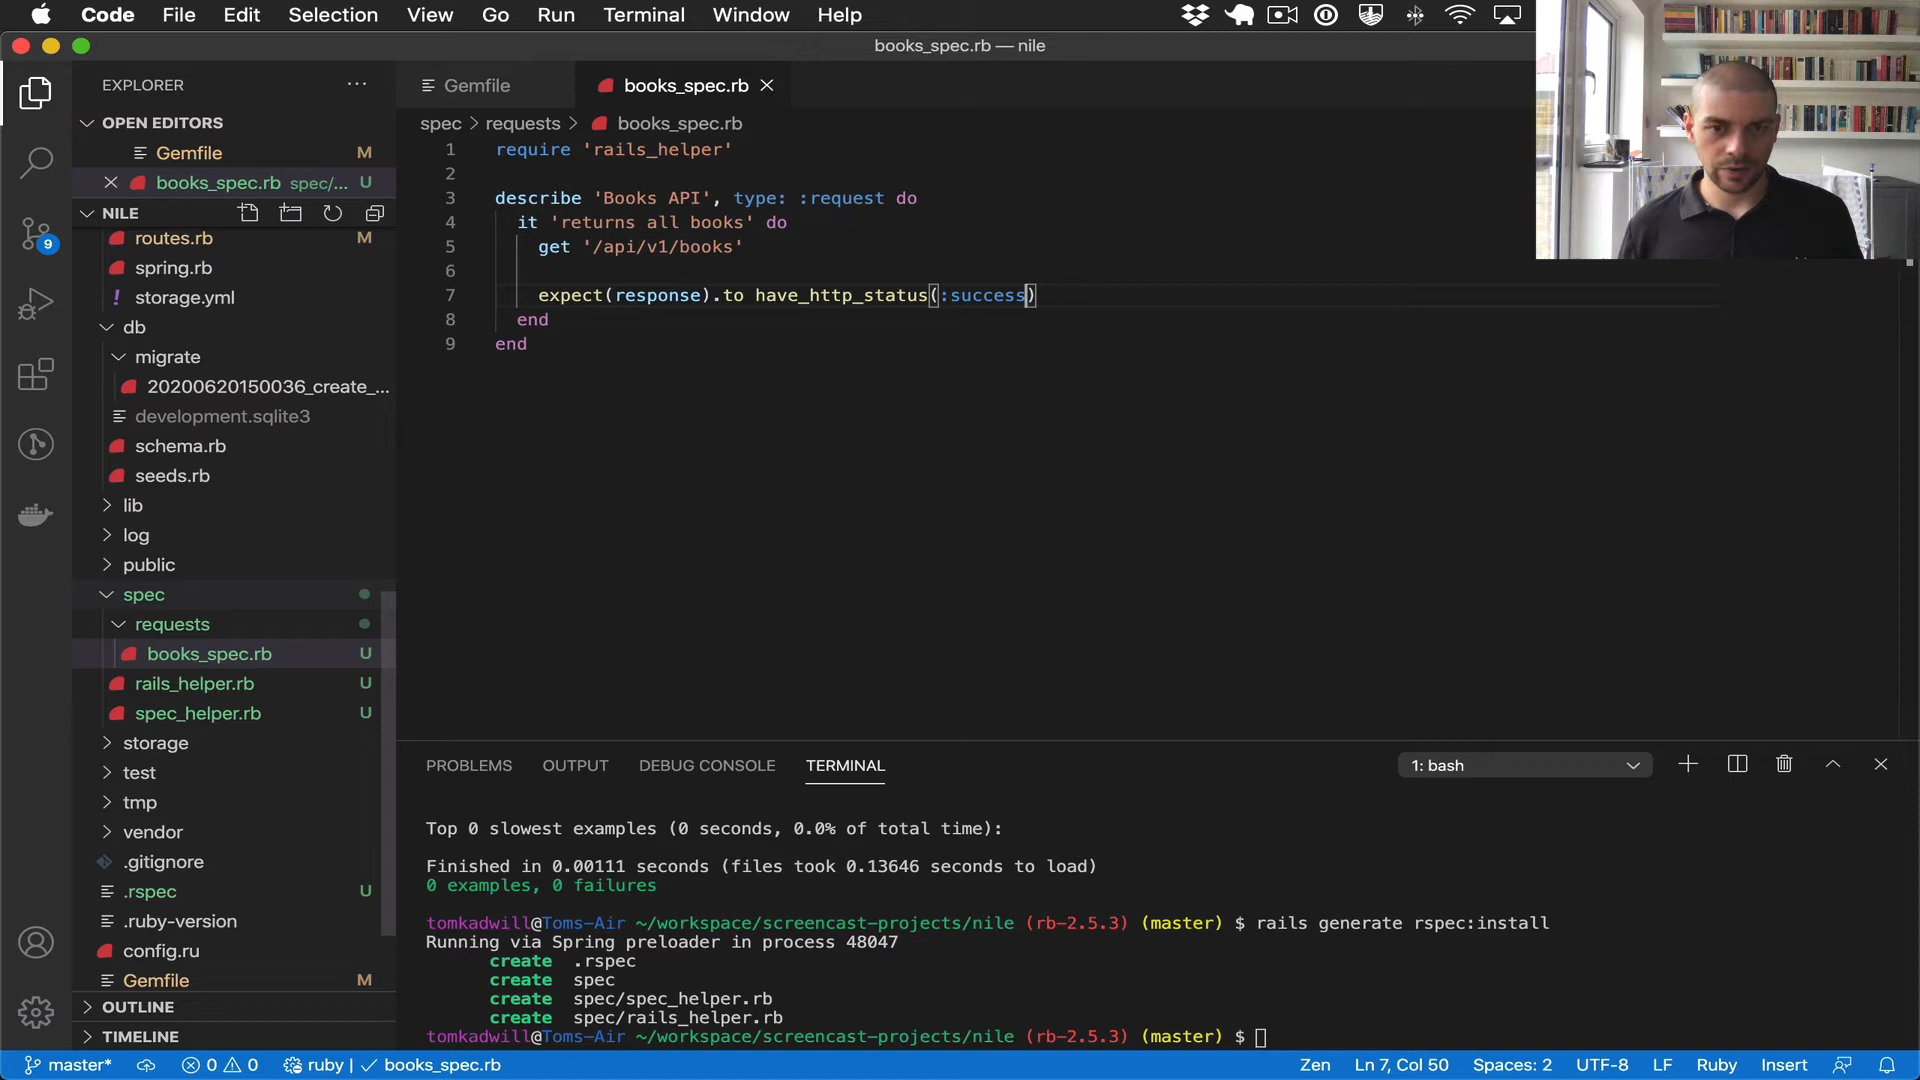 Code File Edit Selection View Go Run Terminal Window Help
books_spec.rb — nile
EXPLORER
Gemfile
books_spec.rb
OPEN EDITORS
Gemfile M
books_spec.rb spec/... U
NILE
routes.rb M
spring.rb
! storage.yml
db
migrate
20200620150036_create_...
development.sqlite3
schema.rb
seeds.rb
lib
log
public
spec
requests
books_spec.rb U
rails_helper.rb U
spec_helper.rb U
storage
test
tmp
vendor
.gitignore
.rspec U
.ruby-version
config.ru
Gemfile M
OUTLINE
TIMELINE
9
spec > requests > books_spec.rb
1 require 'rails_helper'
2
3 describe 'Books API', type: :request do
4 it 'returns all books' do
5 get '/api/v1/books'
6
7 expect(response).to have_http_status(:success)
8 end
9 end
PROBLEMS OUTPUT DEBUG CONSOLE TERMINAL 1: bash
Top 0 slowest examples (0 seconds, 0.0% of total time):
Finished in 0.00111 seconds (files took 0.13646 seconds to load)
0 examples, 0 failures
tomkadwill@Toms-Air ~/workspace/screencast-projects/nile (rb-2.5.3) (master) $ rails generate rspec:install
Running via Spring preloader in process 48047
create .rspec
create spec
create spec/spec_helper.rb
create spec/rails_helper.rb
tomkadwill@Toms-Air ~/workspace/screencast-projects/nile (rb-2.5.3) (master) $
master* 0 0 ruby | books_spec.rb Zen Ln 7, Col 50 Spaces: 2 UTF-8 LF Ruby Insert